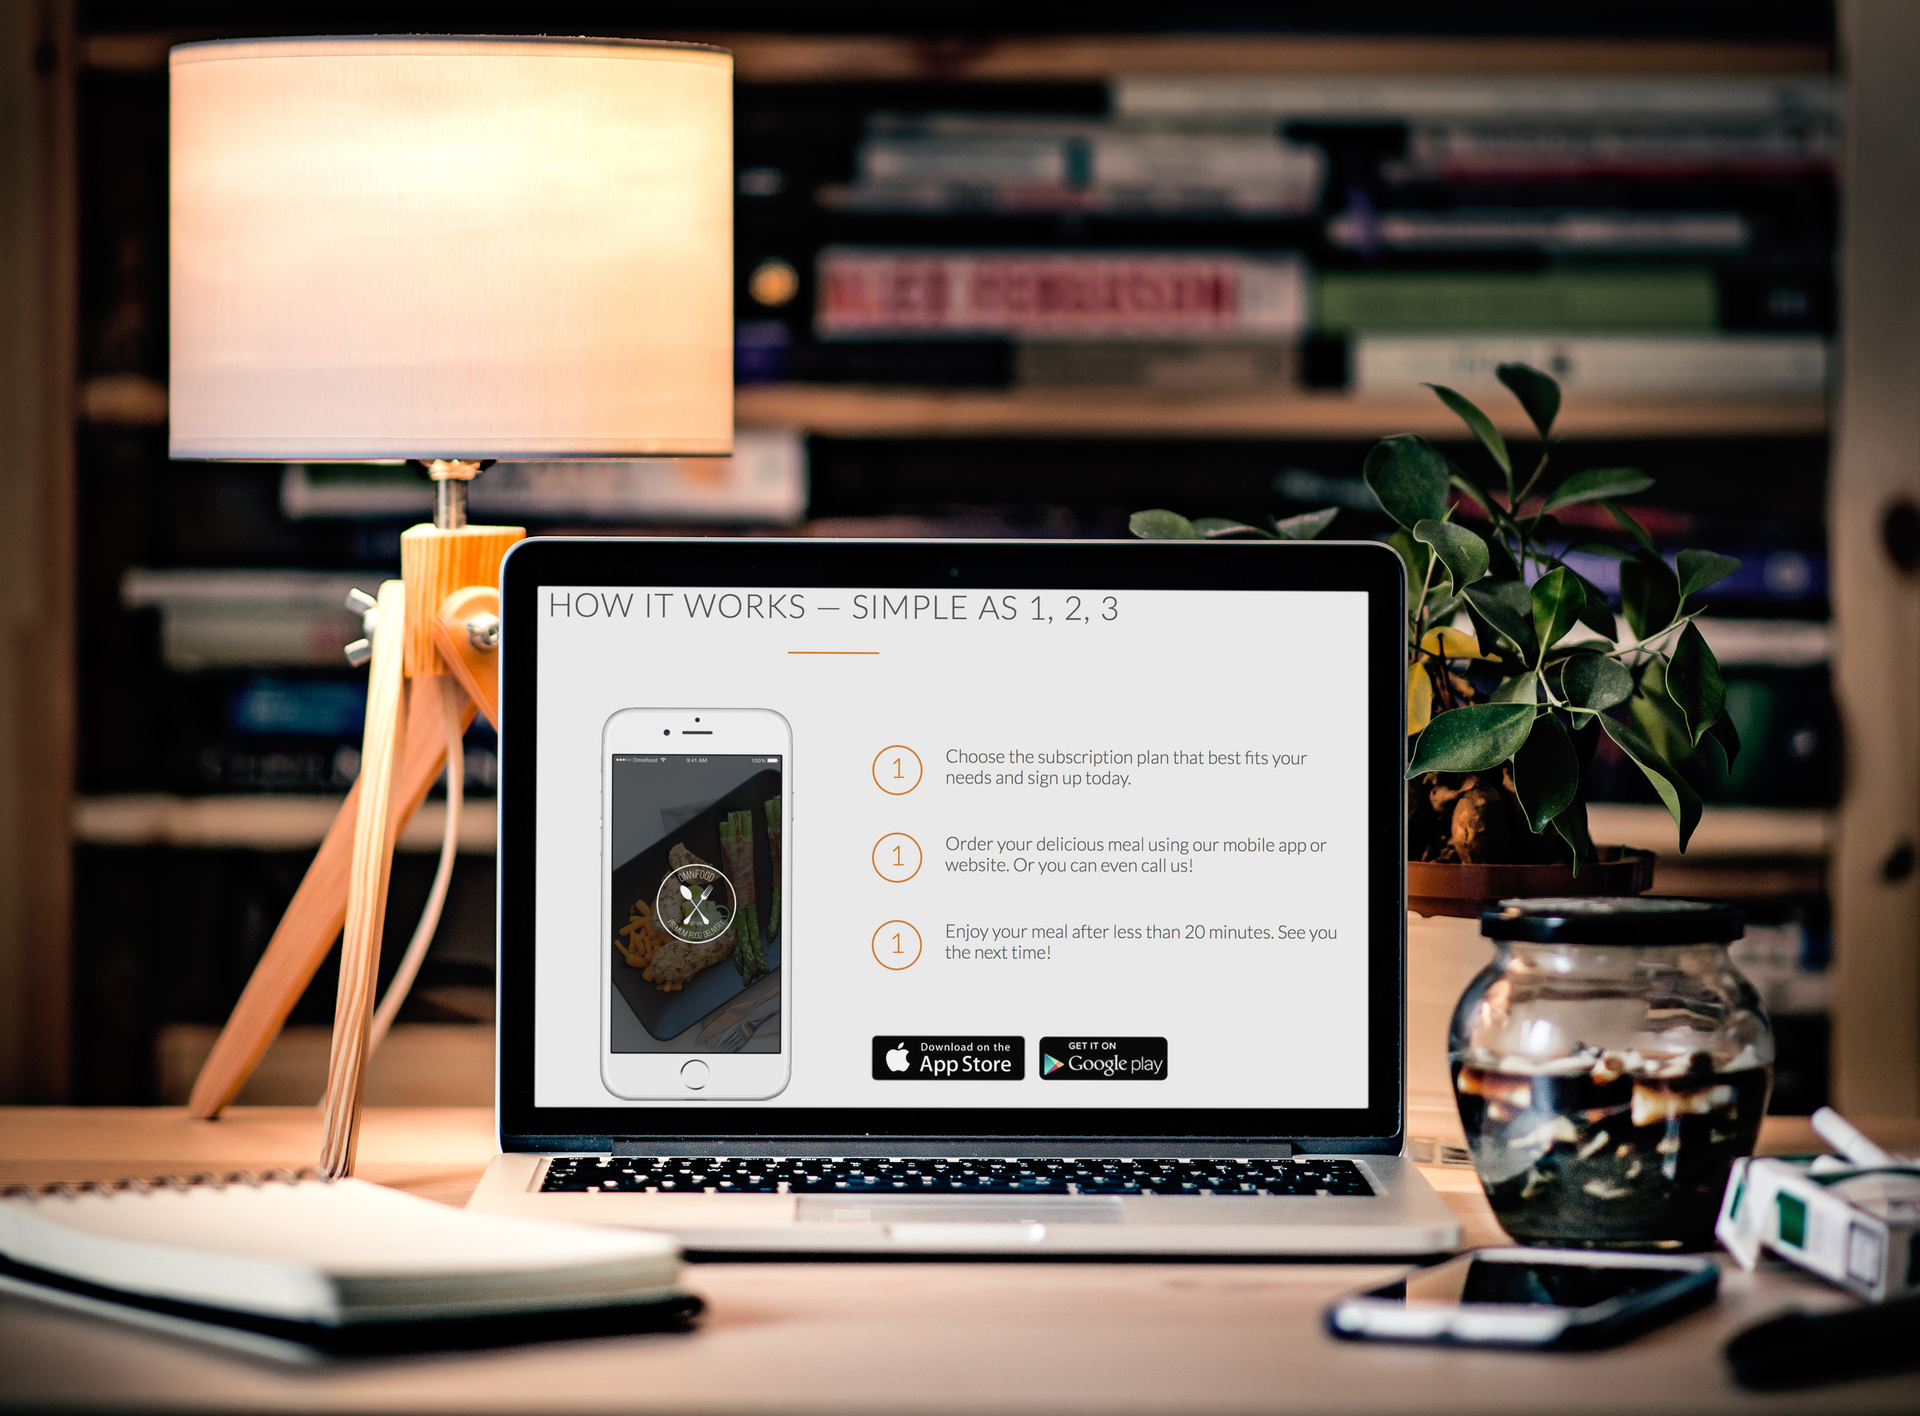 HOW IT WORKS — SIMPLE AS 1, 2, 3
Omnifood
9:41 AM
100%
OMNIFOOD
PREMIUM FOOD DELIVERY
1
Choose the subscription plan that best fits your
needs and sign up today.
1
Order your delicious meal using our mobile app or
website. Or you can even call us!
1
Enjoy your meal after less than 20 minutes. See you
the next time!
Download on the
App Store
GET IT ON
Google play